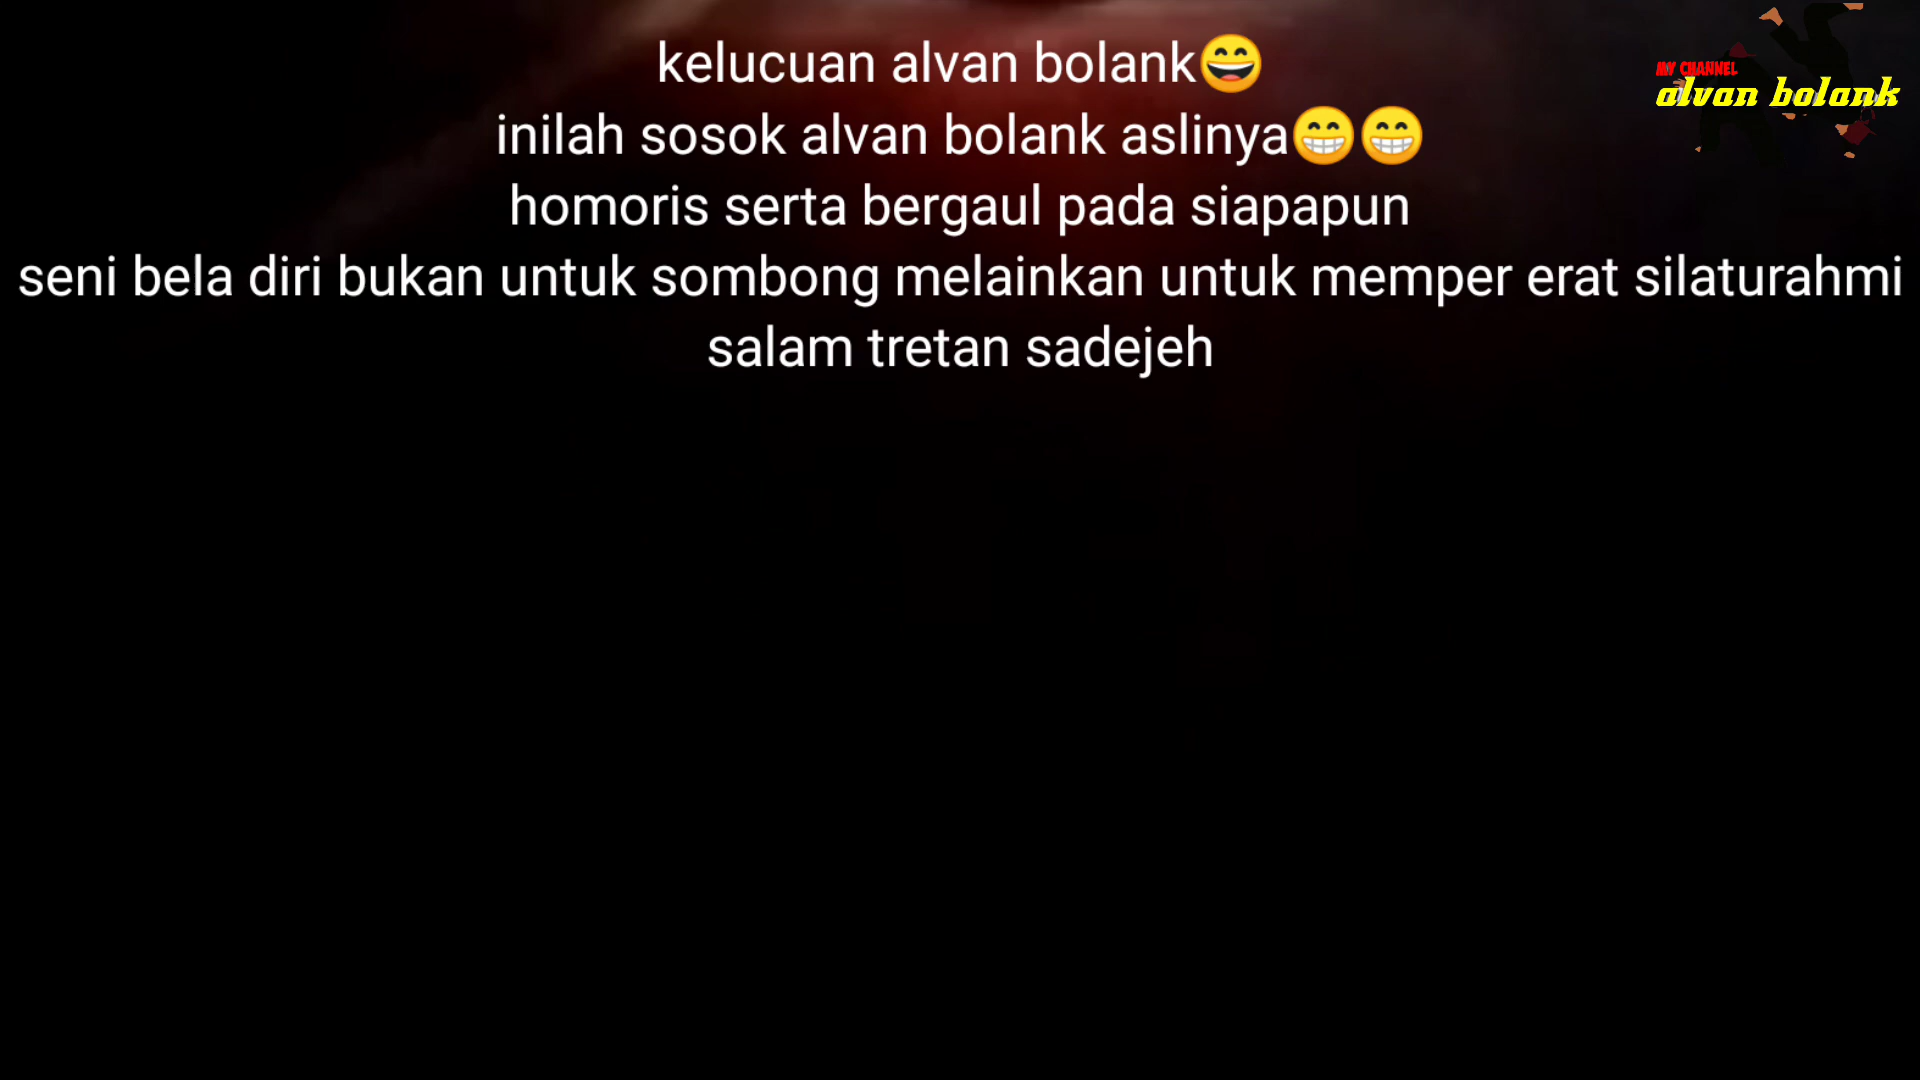 kelucuan alvan bolank😄
inilah sosok alvan bolank aslinya😁😁
homoris serta bergaul pada siapapun
seni bela diri bukan untuk sombong melainkan untuk memper erat silaturahmi
salam tretan sadejeh
MY CHANNEL
alvan bolank